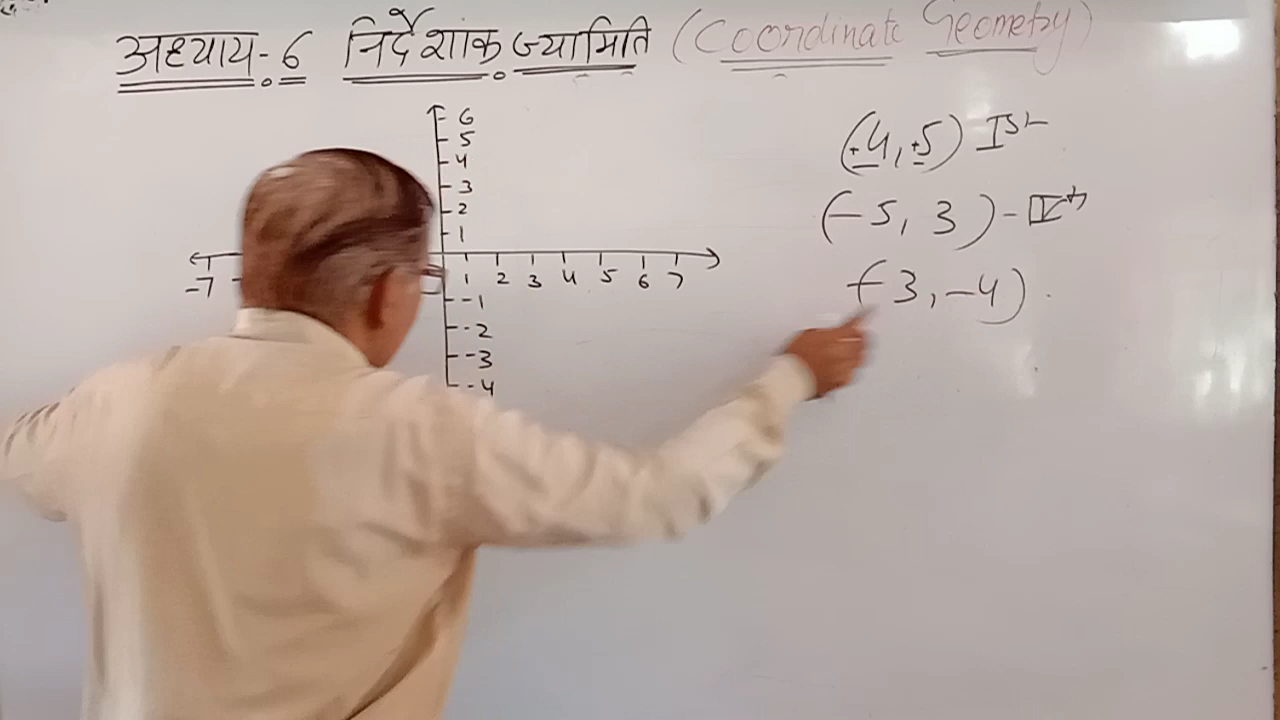 अध्याय-6 निर्देशांक ज्यामिति (Coordinate Geometry)
6
5
4
3
2
1
-7 1 2 3 4 5 6 7
-1
-2
-3
-4
(+4, +5) Ist
(-5, 3) - IVth
(-3, -4)